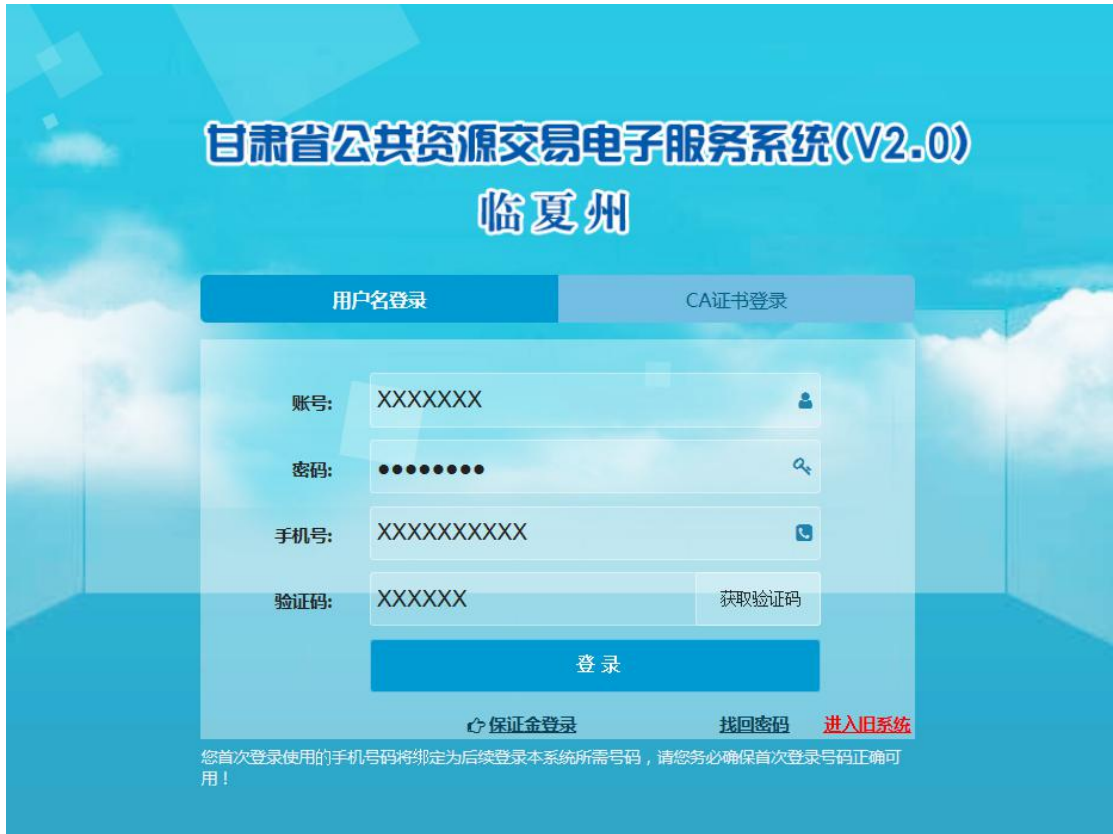 甘肃省公共资源交易电子服务系统(V2.0)
临夏州
用户名登录 CA证书登录
账号: XXXXXXX
密码: ●●●●●●●●
手机号: XXXXXXXXXX
验证码: XXXXXX 获取验证码
登 录
保证金登录 找回密码 进入旧系统
您首次登录使用的手机号码将绑定为后续登录本系统所需号码，请您务必确保首次登录号码正确可
用！